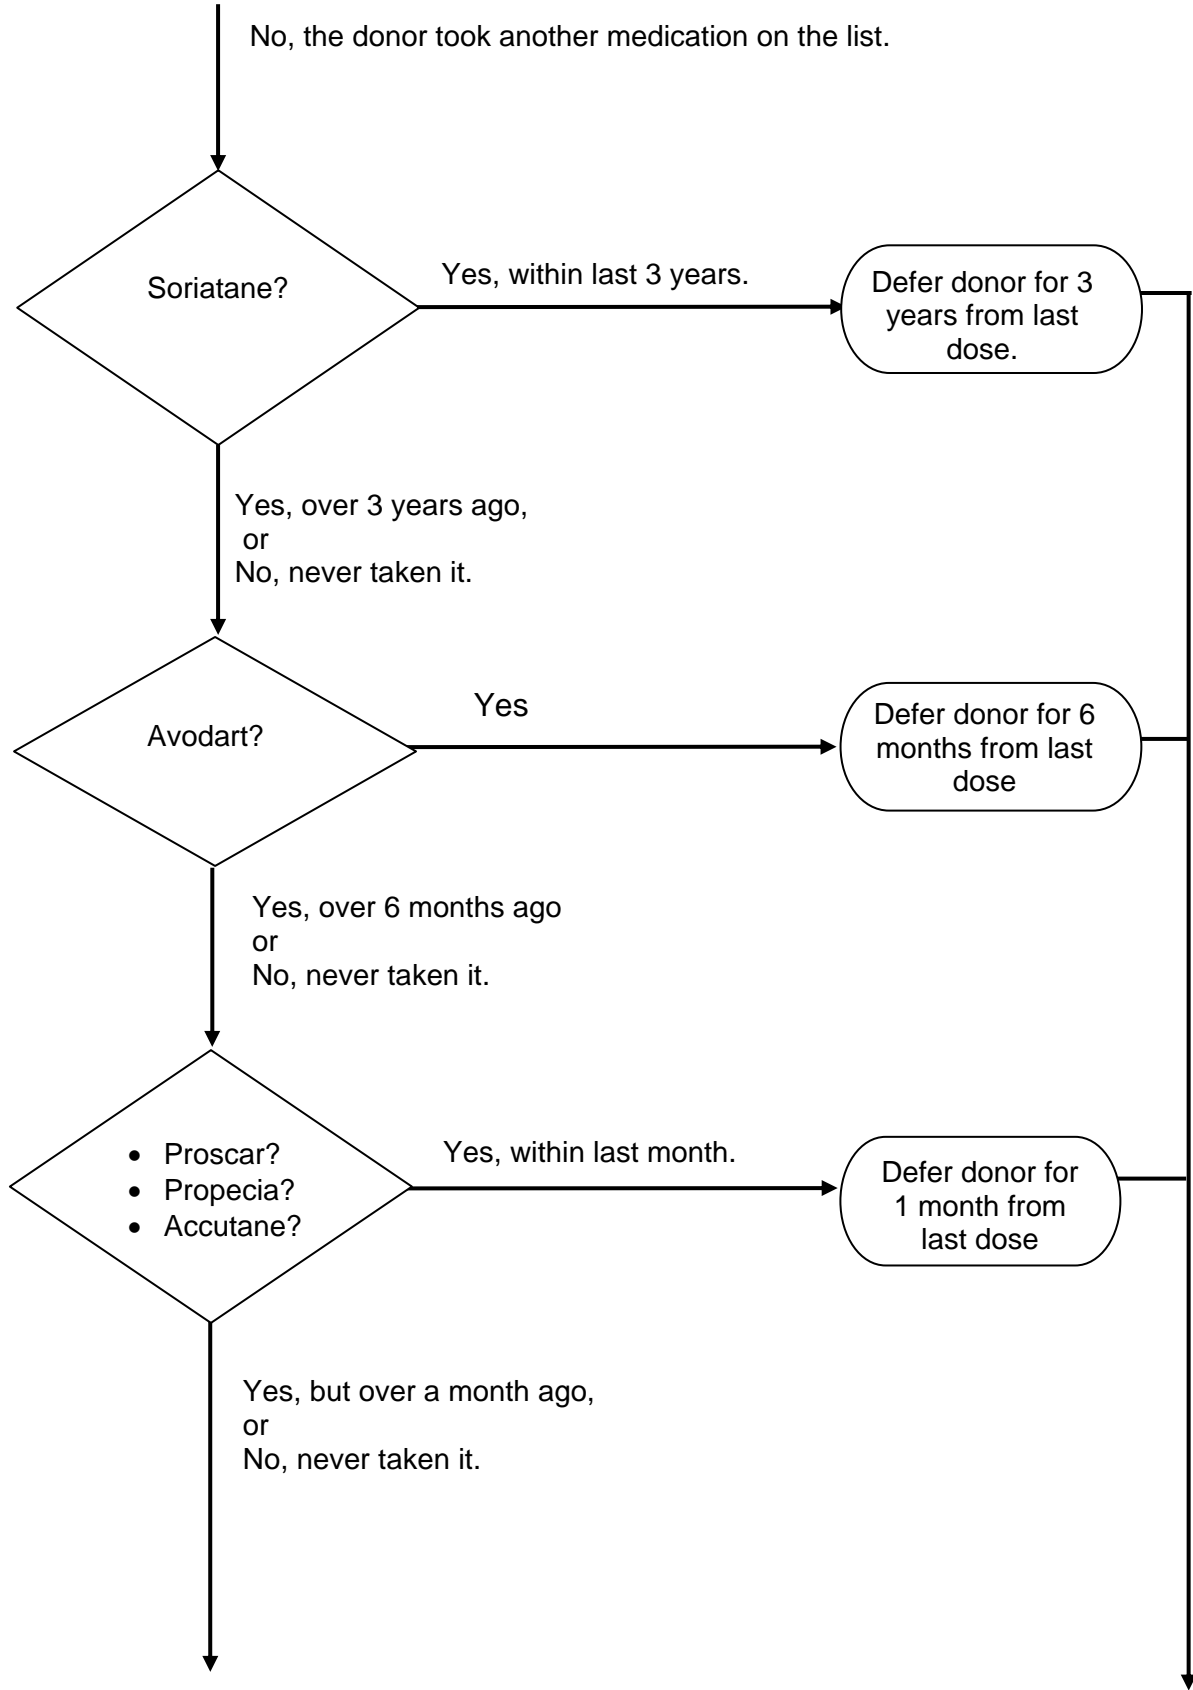 No, the donor took another medication on the list.
Soriatane?
Yes, within last 3 years.
Defer donor for 3
years from last
dose.
Yes, over 3 years ago,
or
No, never taken it.
Avodart?
Yes
Defer donor for 6
months from last
dose
Yes, over 6 months ago
or
No, never taken it.
• Proscar?
• Propecia?
• Accutane?
Yes, within last month.
Defer donor for
1 month from
last dose
Yes, but over a month ago,
or
No, never taken it.